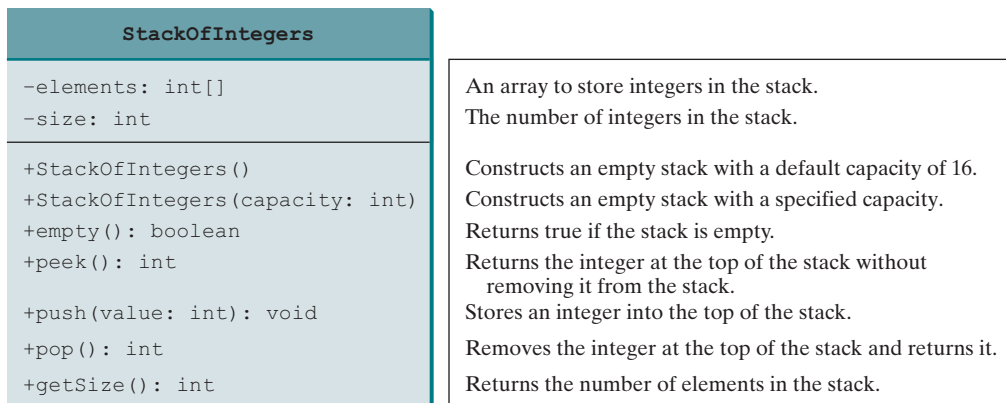 StackOfIntegers
-elements: int[]
An array to store integers in the stack.
-size: int
The number of integers in the stack.
+StackOfIntegers()
Constructs an empty stack with a default capacity of 16.
+StackOfIntegers(capacity: int)
Constructs an empty stack with a specified capacity.
+empty(): boolean
Returns true if the stack is empty.
+peek(): int
Returns the integer at the top of the stack without
removing it from the stack.
+push(value: int): void
Stores an integer into the top of the stack.
+pop(): int
Removes the integer at the top of the stack and returns it.
+getSize(): int
Returns the number of elements in the stack.